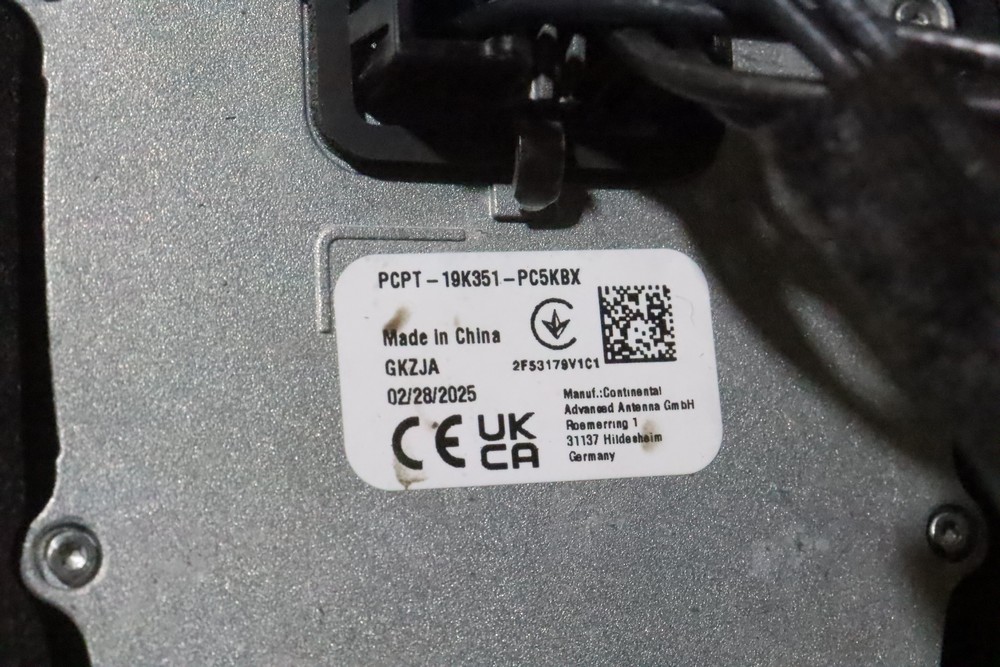 PCPT-19K351-PC5KBX
Made in China
GKZJA
2F53179V1C1
02/28/2025
CE UK CA
Manuf.:Continental
Advanced Antenna GmbH
Roemerring 1
31137 Hildesheim
Germany